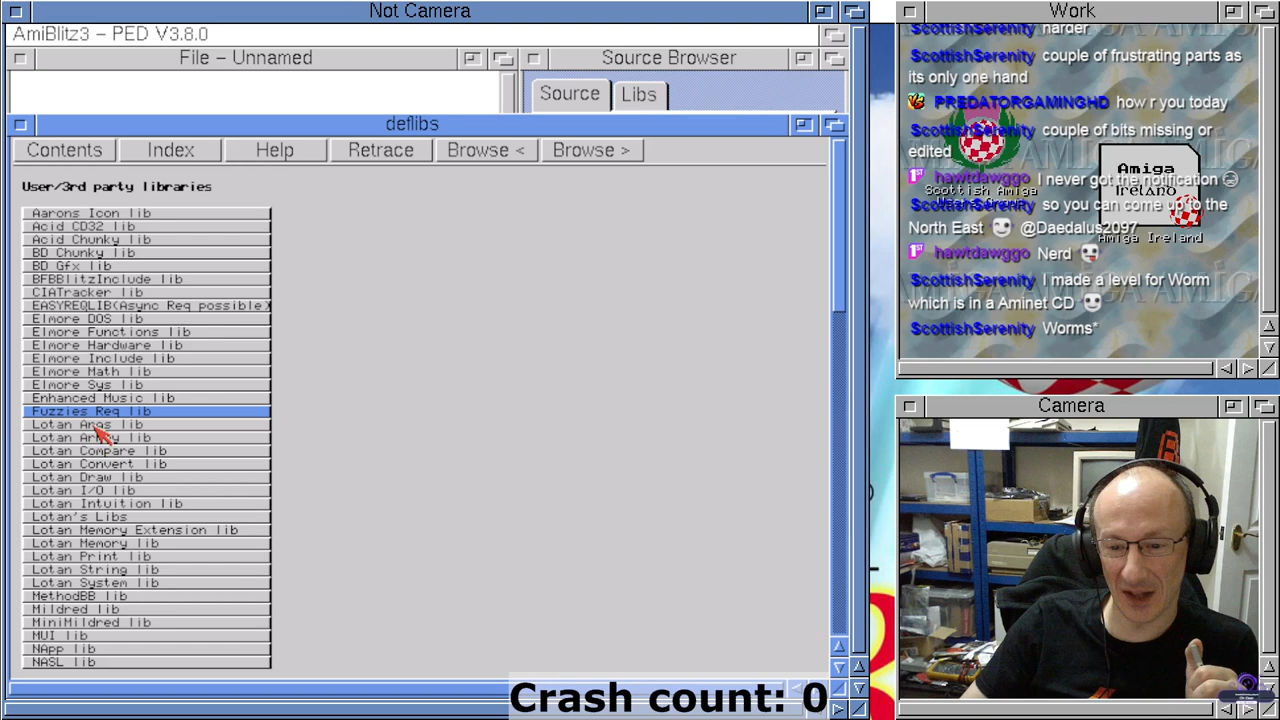 Not Camera
AmiBlitz3 – PED V3.8.0
File – Unnamed
Source Browser
Source
Libs
deflibs
Contents
Index
Help
Retrace
Browse <
Browse >
User/3rd party libraries
Aarons Icon lib
Acid CD32 lib
Acid Chunky lib
BD Chunky lib
BD Gfx lib
BFBBlitzInclude lib
CIATracker lib
EASYREQLIB(Async Req possible)
Elmore DOS lib
Elmore Functions lib
Elmore Hardware lib
Elmore Include lib
Elmore Math lib
Elmore Sys lib
Enhanced Music lib
Fuzzies Req lib
Lotan lib
Lotan lib
Lotan Compare lib
Lotan Convert lib
Lotan Draw lib
Lotan I/O lib
Lotan Intuition lib
Lotan's Libs
Lotan Memory Extension lib
Lotan Memory lib
Lotan Print lib
Lotan String lib
Lotan System lib
MethodBB lib
Mildred lib
MiniMildred lib
MUI lib
NApp lib
NASL lib
Crash count: 0
Work
ScottishSerenity harder
ScottishSerenity couple of frustrating parts as
its only one hand
PREDATORGAMINGHD how r you today
ScottishSerenity couple of bits missing or
edited
hawtdawggo I never got the notification
ScottishSerenity so you can come up to the
North East @Daedalus2097
hawtdawggo Nerd
ScottishSerenity I made a level for Worm
which is in a Aminet CD
ScottishSerenity Worms*
Scottish Amiga
Amiga
Ireland
Amiga Ireland
Camera